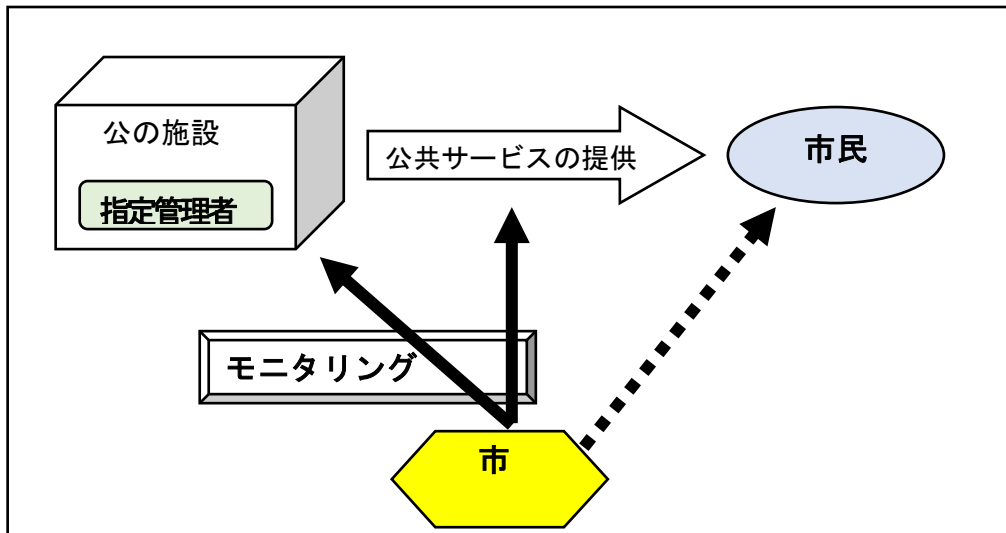 公の施設
指定管理者
公共サービスの提供
市民
モニタリング
市